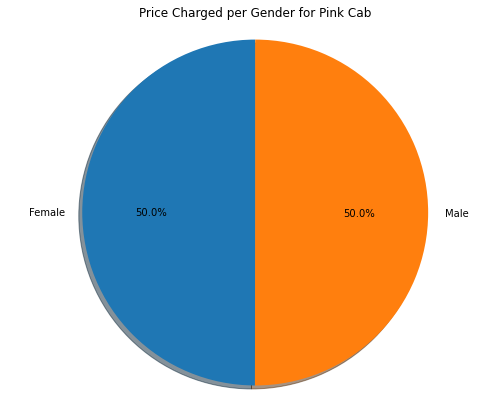 Price Charged per Gender for Pink Cab
Female
50.0%
50.0%
Male